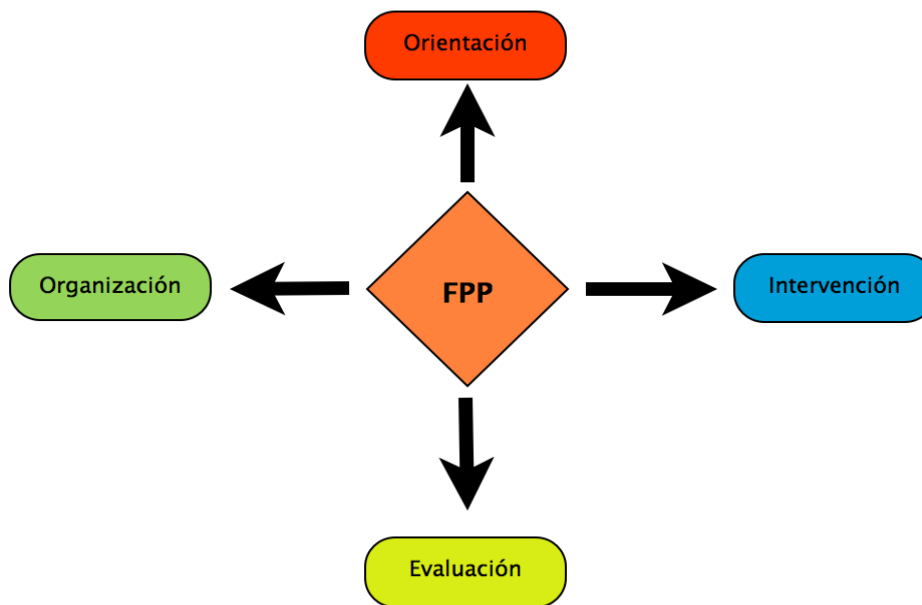 Orientación
Organización
FPP
Intervención
Evaluación